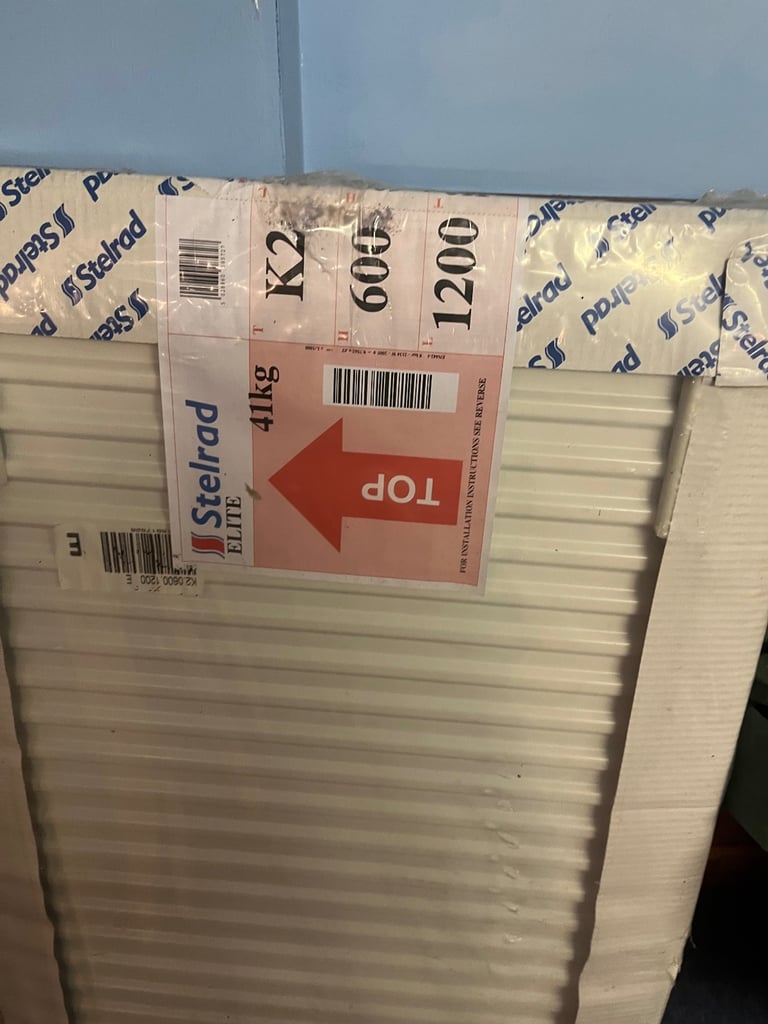 Stelrad
Stelrad
Stelrad
Stelrad
Stelrad
Stelrad
T
K2
H
600
L
1200
41kg
TOP
FOR INSTALLATION INSTRUCTIONS SEE REVERSE
Stelrad
ELITE
E
K2 0600 1200
E